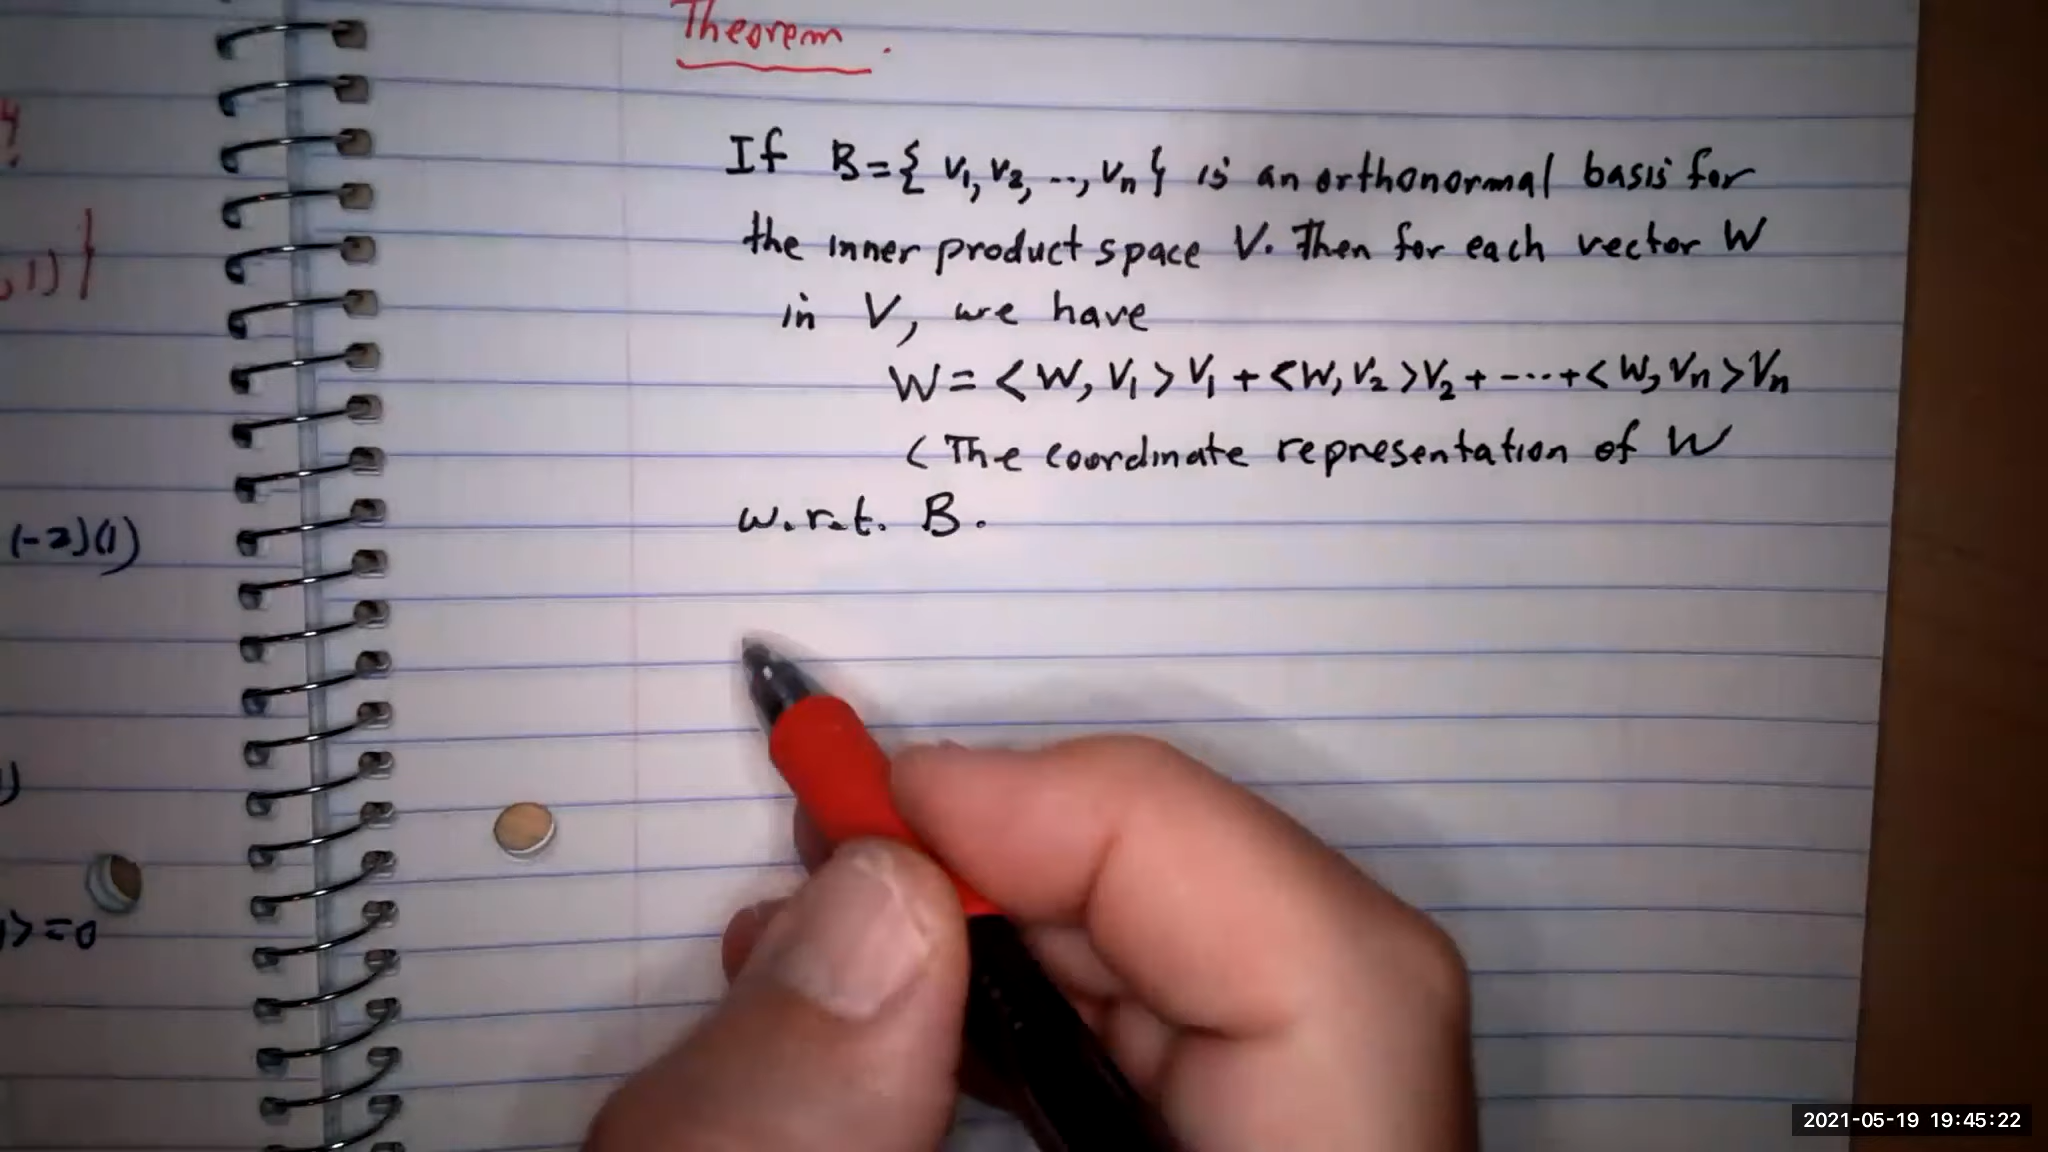 Theorem.
If B = { v₁, v₂, .., vₙ } is an orthonormal basis for
the inner product space V. Then for each vector W
in V, we have
W = < W, V₁ > V₁ + < W, V₂ > V₂ + --·· + < W, Vₙ > Vₙ
( The coordinate representation of W
w.r.t. B.
, 1) }
(-2)(1)
> = 0
2021-05-19 19:45:22